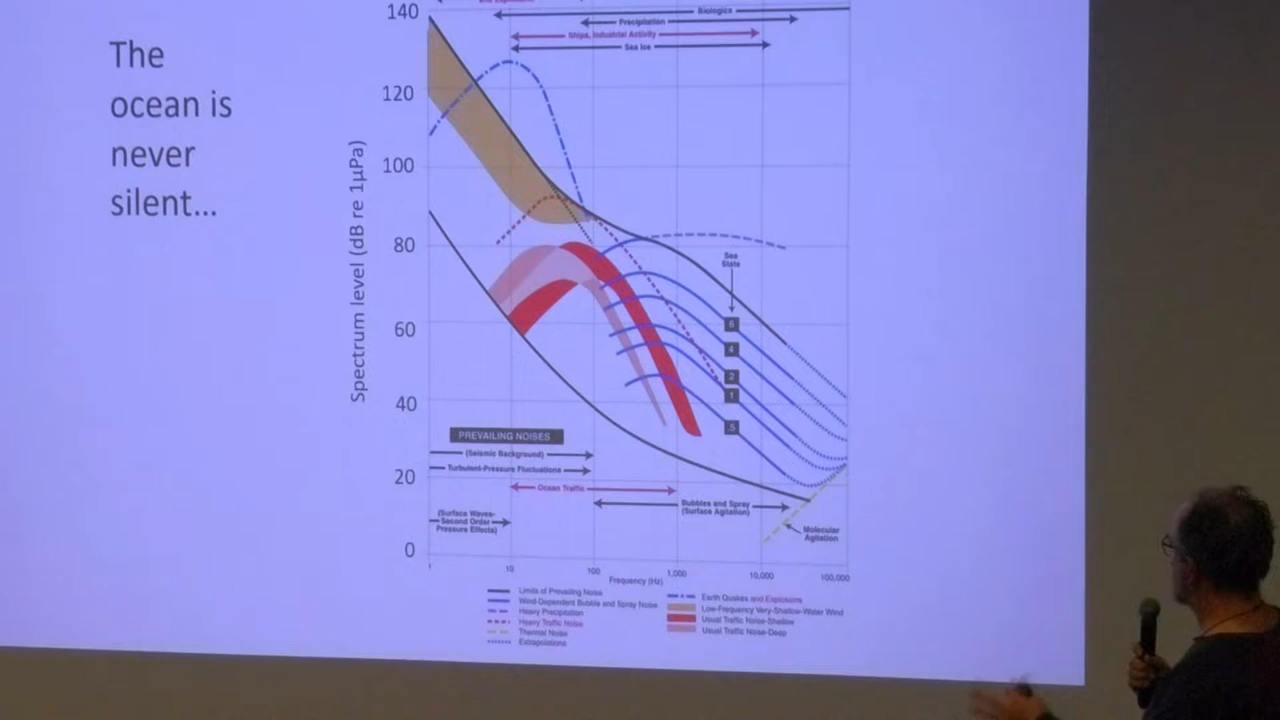 The
ocean is
never
silent...
Spectrum level (dB re 1µPa)
140
120
100
80
60
40
20
0
Biologics
Precipitation
Ships, Industrial Activity
Sea Ice
Sea
State
6
4
2
1
.5
PREVAILING NOISES
(Seismic Background)
Turbulent-Pressure Fluctuations
Ocean Traffic
Bubbles and Spray
(Surface Agitation)
(Surface Waves-
Second Order
Pressure Effects)
Molecular
Agitation
1
10
100
1,000
10,000
100,000
Frequency (Hz)
Limits of Prevailing Noise
Wind-Dependent Bubble and Spray Noise
Heavy Precipitation
Heavy Traffic Noise
Thermal Noise
Extrapolations
Earth Quakes and Explosions
Low-Frequency Very-Shallow-Water Wind
Usual Traffic Noise-Shallow
Usual Traffic Noise-Deep